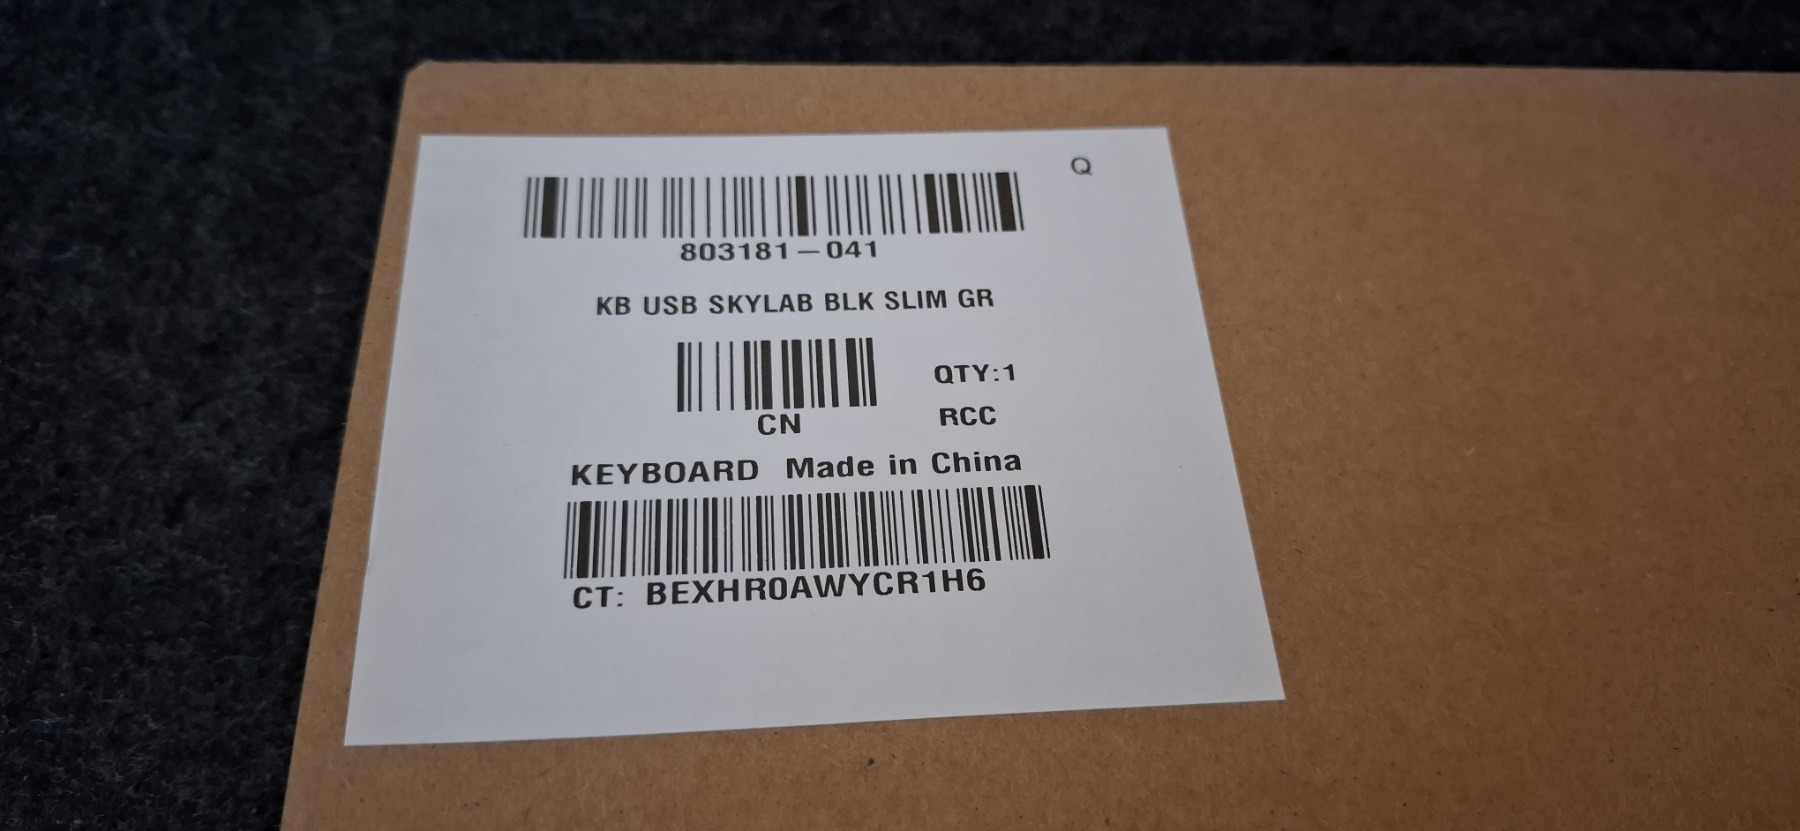 Q
803181-041
KB USB SKYLAB BLK SLIM GR
QTY:1
CN
RCC
KEYBOARD Made in China
CT: BEXHR0AWYCR1H6